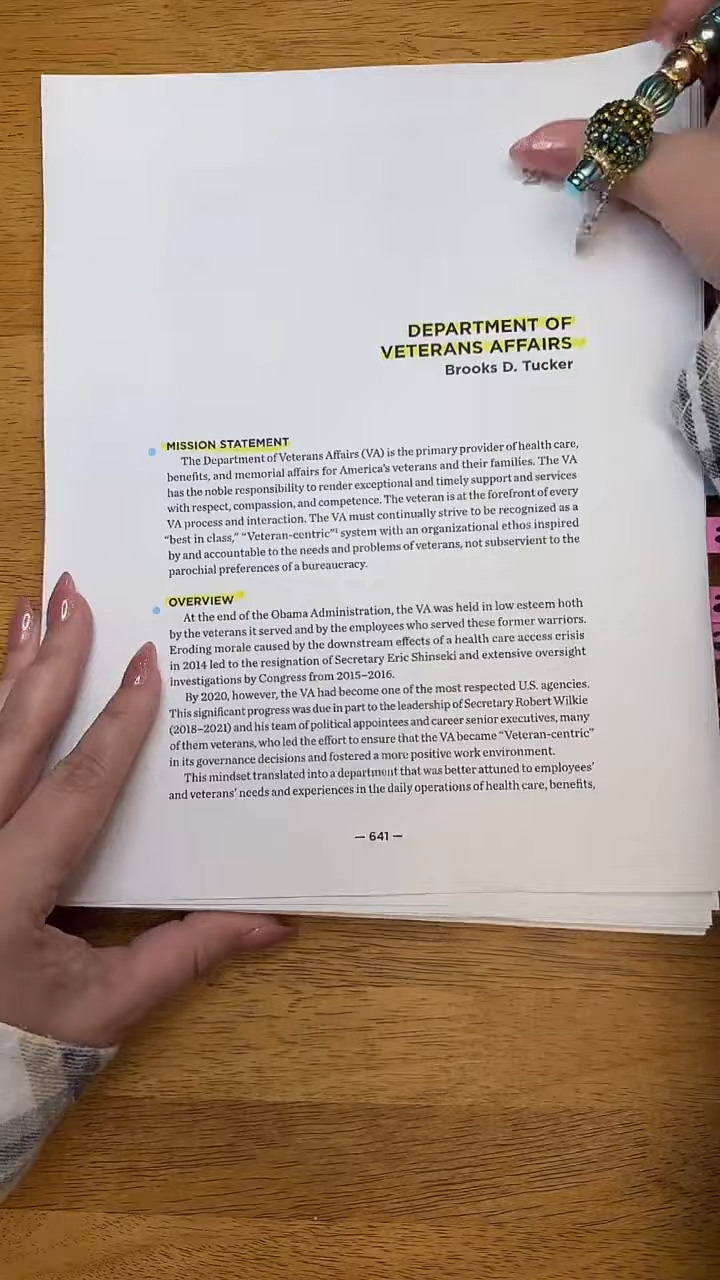 DEPARTMENT OF
VETERANS AFFAIRS
Brooks D. Tucker
MISSION STATEMENT
The Department of Veterans Affairs (VA) is the primary provider of health care,
benefits, and memorial affairs for America's veterans and their families. The VA
has the noble responsibility to render exceptional and timely support and services
with respect, compassion, and competence. The veteran is at the forefront of every
VA process and interaction. The VA must continually strive to be recognized as a
“best in class,” “Veteran-centric”¹ system with an organizational ethos inspired
by and accountable to the needs and problems of veterans, not subservient to the
parochial preferences of a bureaucracy.
OVERVIEW
At the end of the Obama Administration, the VA was held in low esteem both
by the veterans it served and by the employees who served these former warriors.
Eroding morale caused by the downstream effects of a health care access crisis
in 2014 led to the resignation of Secretary Eric Shinseki and extensive oversight
investigations by Congress from 2015–2016.
By 2020, however, the VA had become one of the most respected U.S. agencies.
This significant progress was due in part to the leadership of Secretary Robert Wilkie
(2018–2021) and his team of political appointees and career senior executives, many
of them veterans, who led the effort to ensure that the VA became “Veteran-centric”
in its governance decisions and fostered a more positive work environment.
This mindset translated into a department that was better attuned to employees’
and veterans’ needs and experiences in the daily operations of health care, benefits,
— 641 —